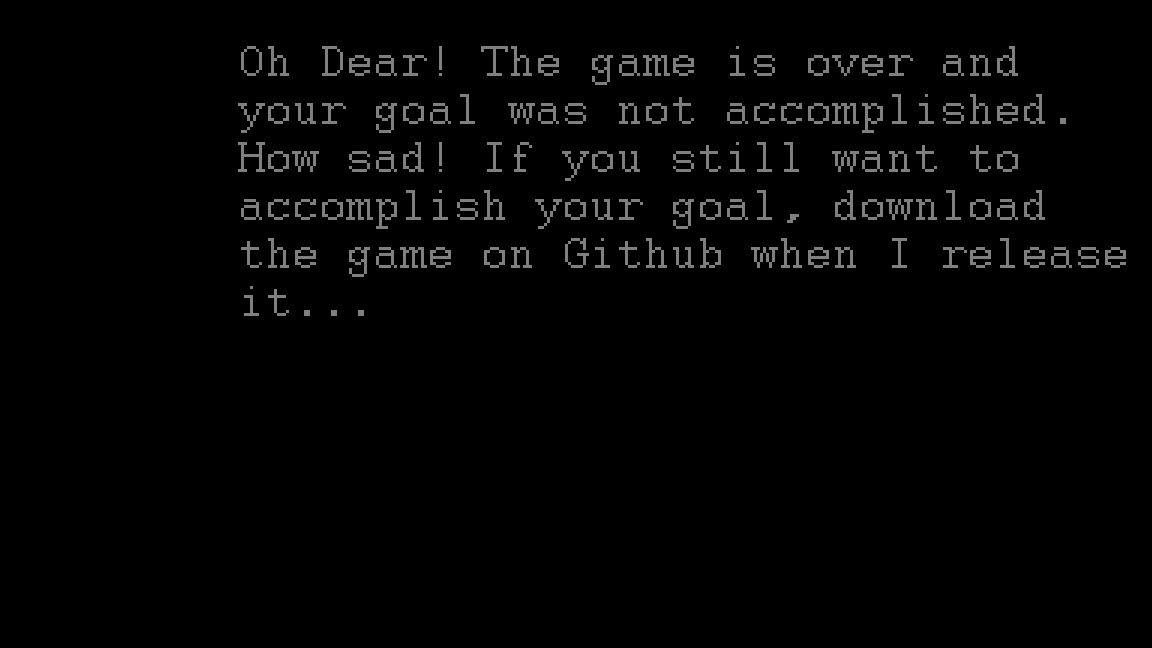 Oh Dear! The game is over and
your goal was not accomplished.
How sad! If you still want to
accomplish your goal, download
the game on Github when I release
it...